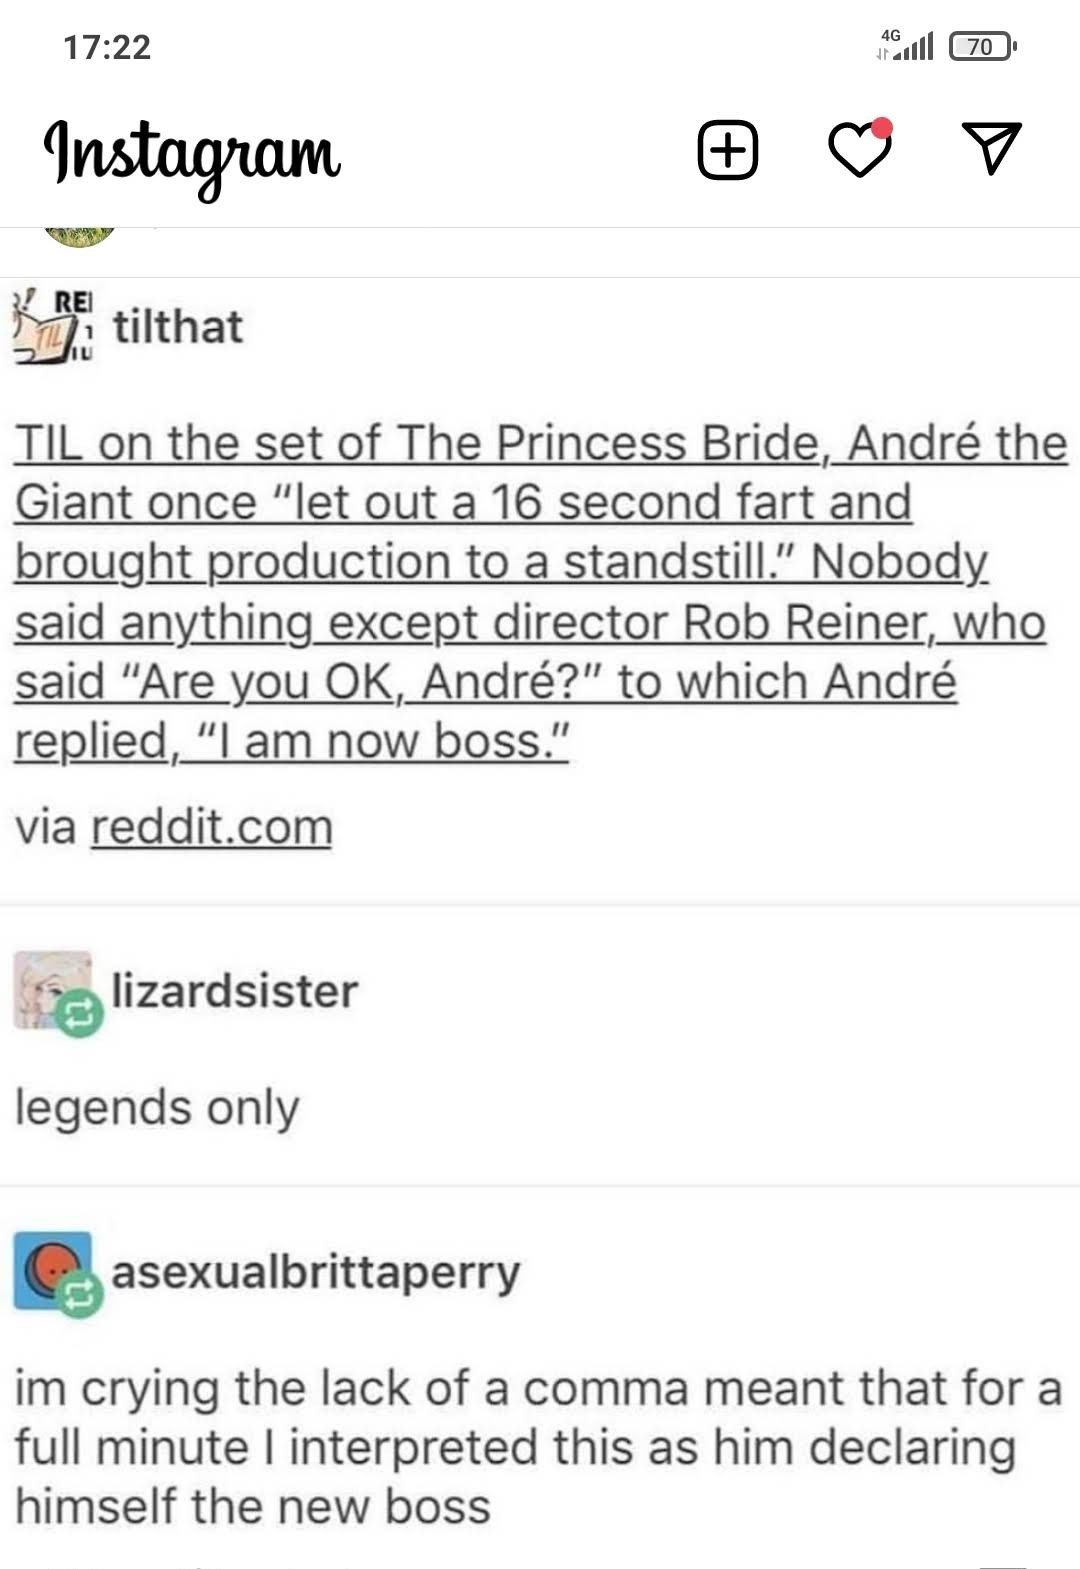 17:22
4G
70
Instagram
REI
TIL
tilthat
TIL on the set of The Princess Bride, André the
Giant once “let out a 16 second fart and
brought production to a standstill.” Nobody
said anything except director Rob Reiner, who
said “Are you OK, André?” to which André
replied, “I am now boss.”
via reddit.com
lizardsister
legends only
asexualbrittaperry
im crying the lack of a comma meant that for a
full minute I interpreted this as him declaring
himself the new boss